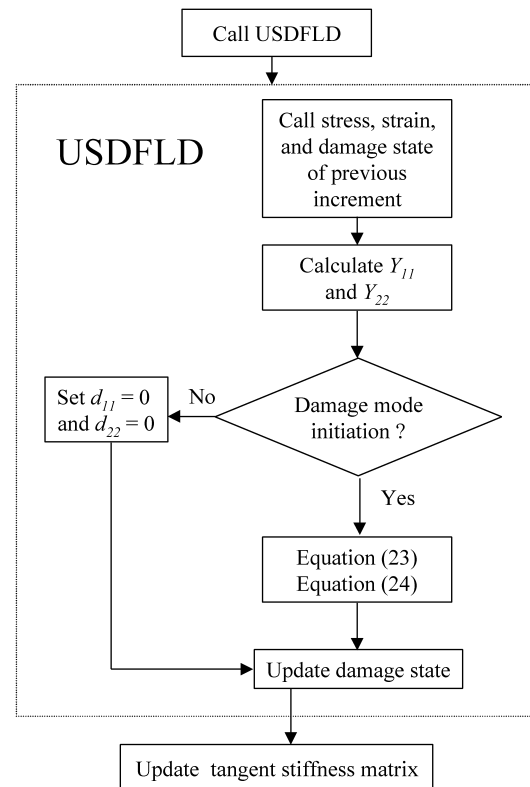 Call USDFLD
USDFLD
Call stress, strain,
and damage state
of previous
increment
Calculate Y11
and Y22
Damage mode
initiation ?
No
Set d11 = 0
and d22 = 0
Yes
Equation (23)
Equation (24)
Update damage state
Update tangent stiffness matrix